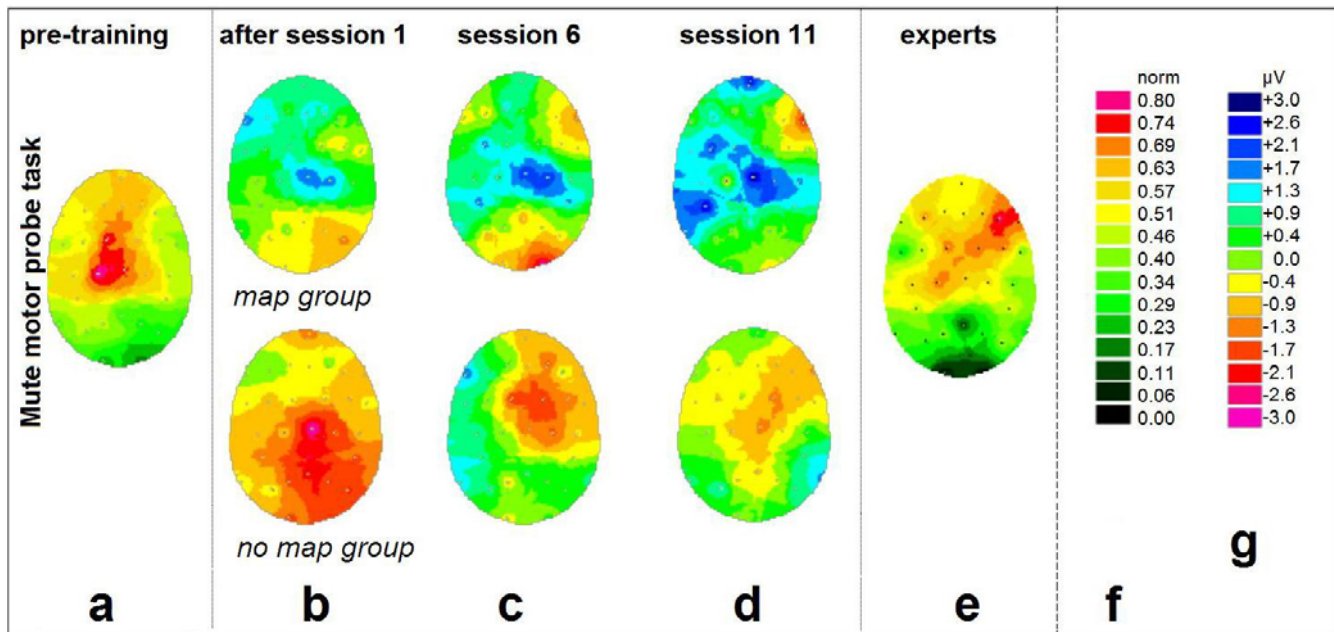 pre-training
after session 1
session 6
session 11
experts
Mute motor probe task
map group
no map group
norm
0.80
0.74
0.69
0.63
0.57
0.51
0.46
0.40
0.34
0.29
0.23
0.17
0.11
0.06
0.00
µV
+3.0
+2.6
+2.1
+1.7
+1.3
+0.9
+0.4
0.0
-0.4
-0.9
-1.3
-1.7
-2.1
-2.6
-3.0
g
a
b
c
d
e
f